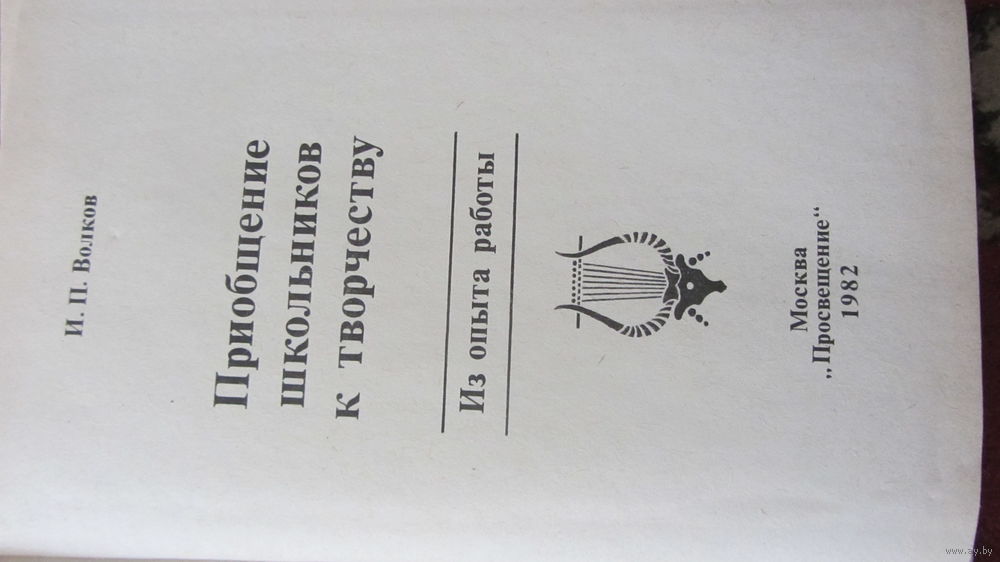 И. П. Волков
Приобщение
школьников
к творчеству
Из опыта работы
Москва
„Просвещение“
1982
www.ay.by